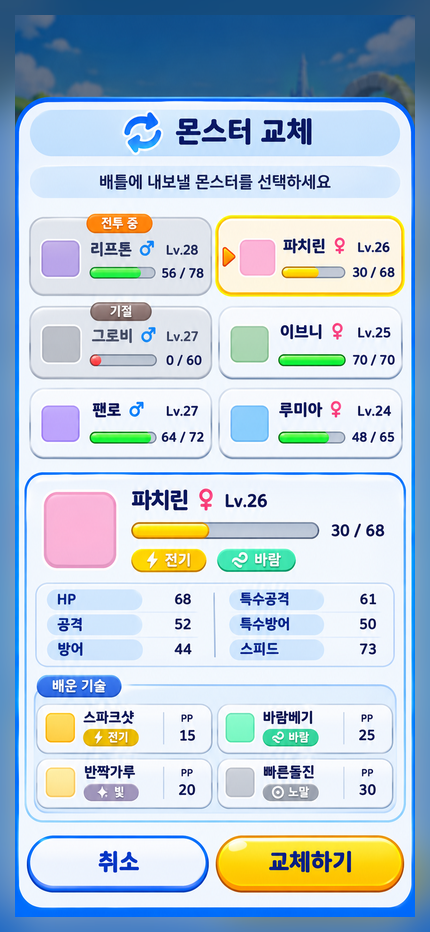 몬스터 교체
배틀에 내보낼 몬스터를 선택하세요
전투 중
리프톤 ♂ Lv.28
56 / 78
파치린 ♀ Lv.26
30 / 68
기절
그로비 ♂ Lv.27
0 / 60
이브니 ♀ Lv.25
70 / 70
팬로 ♂ Lv.27
64 / 72
루미아 ♀ Lv.24
48 / 65
파치린 ♀ Lv.26
30 / 68
전기 바람
HP 68 특수공격 61
공격 52 특수방어 50
방어 44 스피드 73
배운 기술
스파크샷 PP
전기 15
바람베기 PP
바람 25
반짝가루 PP
빛 20
빠른돌진 PP
노말 30
취소 교체하기